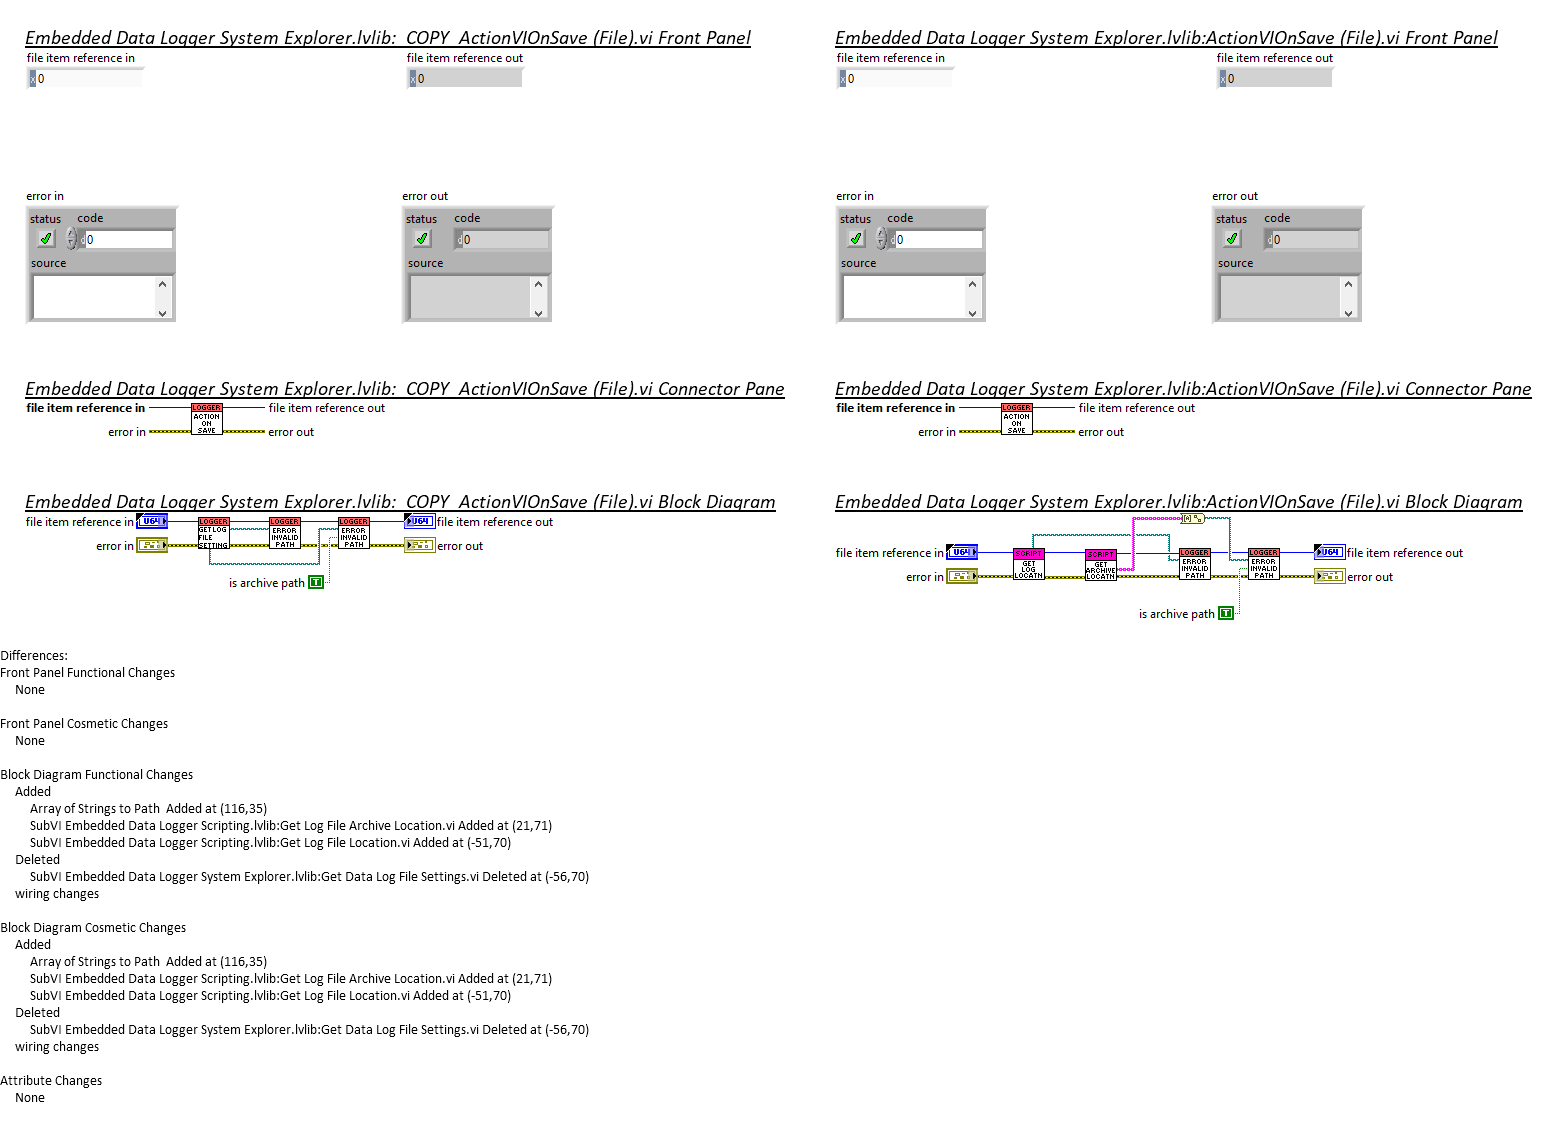 Embedded Data Logger System Explorer.lvlib:_COPY_ActionVIOnSave (File).vi Front Panel
file item reference in
file item reference out
x 0
x 0
error in
error out
status code
status code
d 0
d 0
source
source
Embedded Data Logger System Explorer.lvlib:_COPY_ActionVIOnSave (File).vi Connector Pane
file item reference in
LOGGER
ACTION
ON
SAVE
file item reference out
error in
error out
Embedded Data Logger System Explorer.lvlib:_COPY_ActionVIOnSave (File).vi Block Diagram
file item reference in
U64
LOGGER
GET LOG
FILE
SETTING
LOGGER
ERROR
INVALID
PATH
LOGGER
ERROR
INVALID
PATH
U64
file item reference out
error in
error out
is archive path
T
Embedded Data Logger System Explorer.lvlib:ActionVIOnSave (File).vi Front Panel
file item reference in
file item reference out
x 0
x 0
error in
error out
status code
status code
d 0
d 0
source
source
Embedded Data Logger System Explorer.lvlib:ActionVIOnSave (File).vi Connector Pane
file item reference in
LOGGER
ACTION
ON
SAVE
file item reference out
error in
error out
Embedded Data Logger System Explorer.lvlib:ActionVIOnSave (File).vi Block Diagram
file item reference in
U64
SCRIPT
GET
LOG
LOCATN
SCRIPT
GET
ARCHIVE
LOCATN
LOGGER
ERROR
INVALID
PATH
LOGGER
ERROR
INVALID
PATH
U64
file item reference out
error in
error out
is archive path
T
Differences:
Front Panel Functional Changes
None
Front Panel Cosmetic Changes
None
Block Diagram Functional Changes
Added
Array of Strings to Path  Added at (116,35)
SubVI Embedded Data Logger Scripting.lvlib:Get Log File Archive Location.vi Added at (21,71)
SubVI Embedded Data Logger Scripting.lvlib:Get Log File Location.vi Added at (-51,70)
Deleted
SubVI Embedded Data Logger System Explorer.lvlib:Get Data Log File Settings.vi Deleted at (-56,70)
wiring changes
Block Diagram Cosmetic Changes
Added
Array of Strings to Path  Added at (116,35)
SubVI Embedded Data Logger Scripting.lvlib:Get Log File Archive Location.vi Added at (21,71)
SubVI Embedded Data Logger Scripting.lvlib:Get Log File Location.vi Added at (-51,70)
Deleted
SubVI Embedded Data Logger System Explorer.lvlib:Get Data Log File Settings.vi Deleted at (-56,70)
wiring changes
Attribute Changes
None